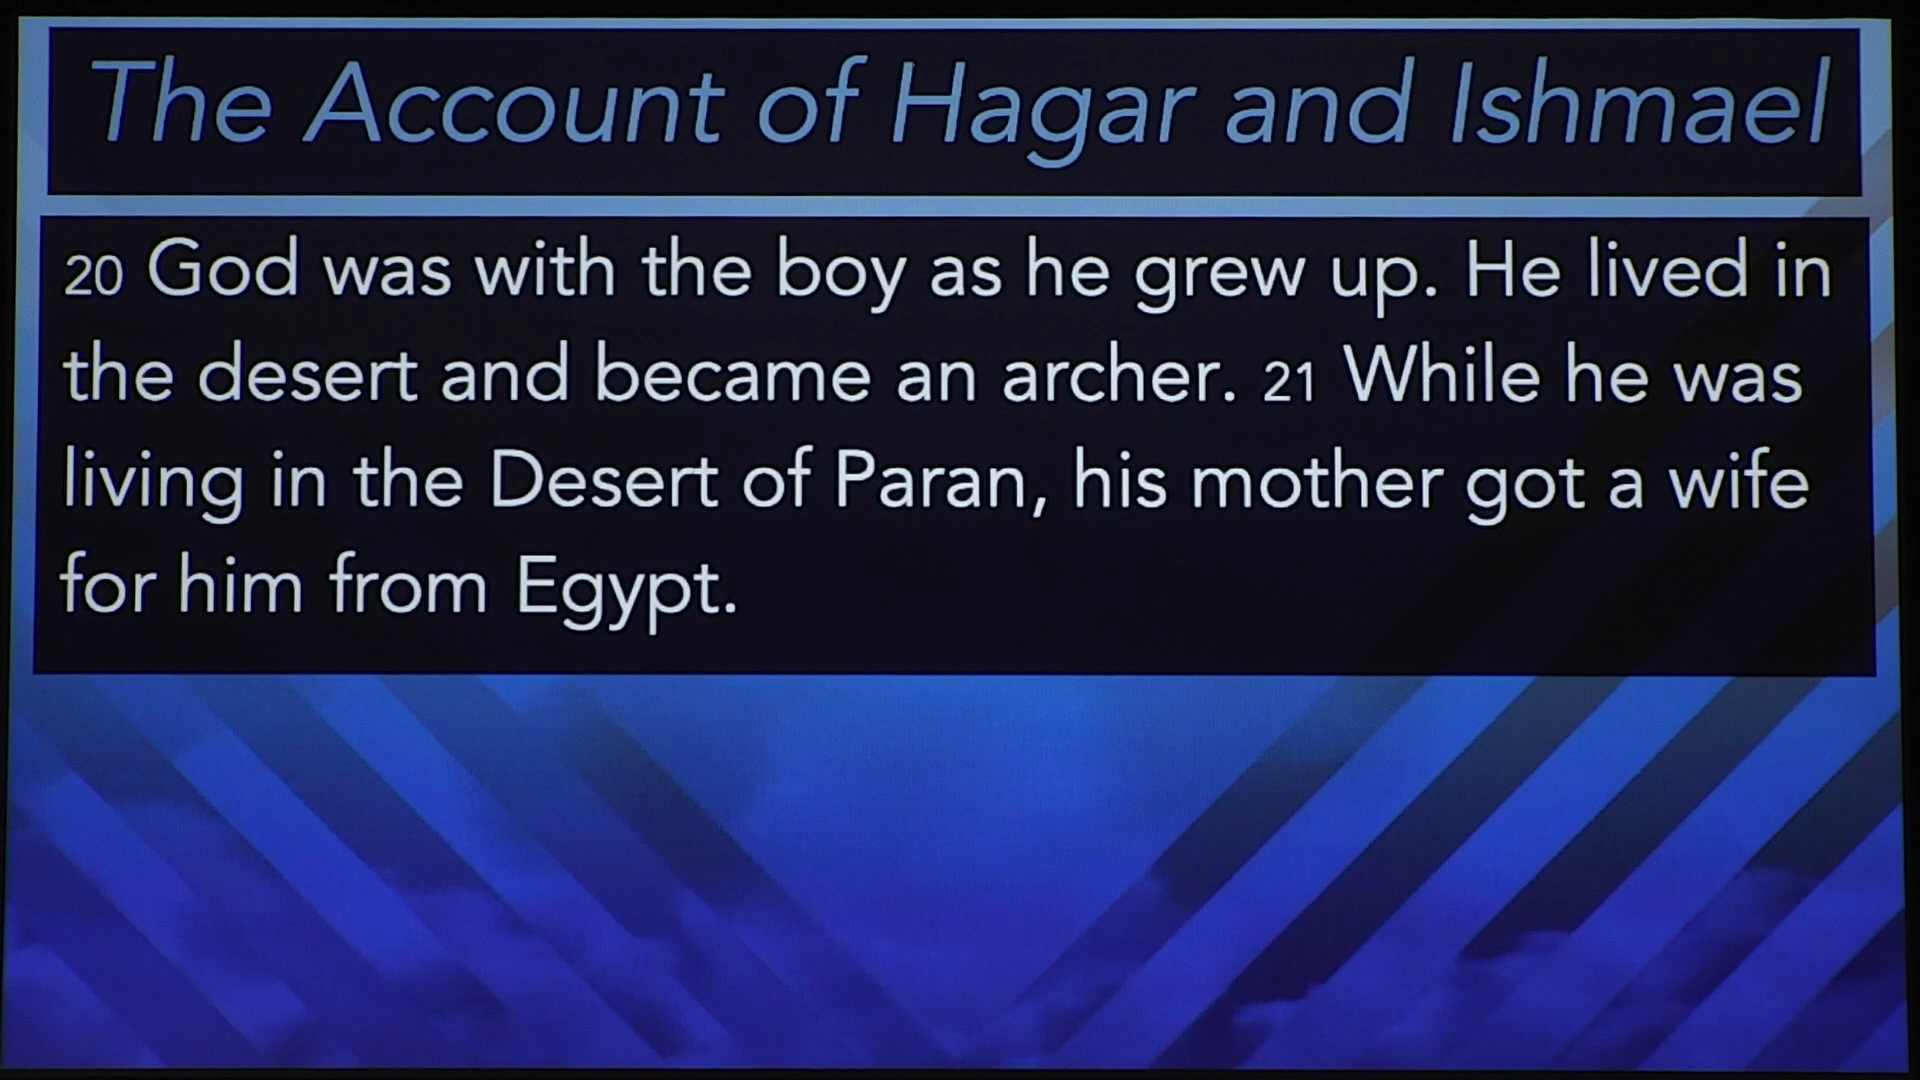 The Account of Hagar and Ishmael
20 God was with the boy as he grew up. He lived in
the desert and became an archer. 21 While he was
living in the Desert of Paran, his mother got a wife
for him from Egypt.